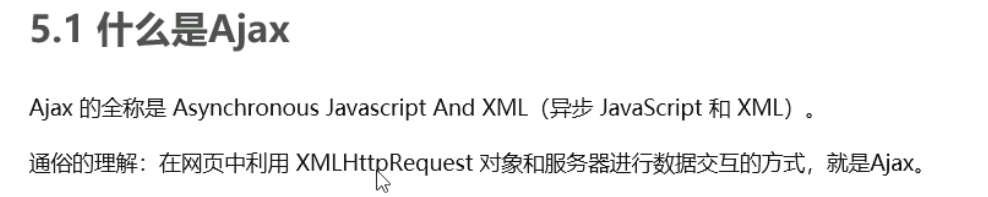 5.1 什么是Ajax
Ajax 的全称是 Asynchronous Javascript And XML（异步 JavaScript 和 XML）。
通俗的理解：在网页中利用 XMLHttpRequest 对象和服务器进行数据交互的方式，就是Ajax。